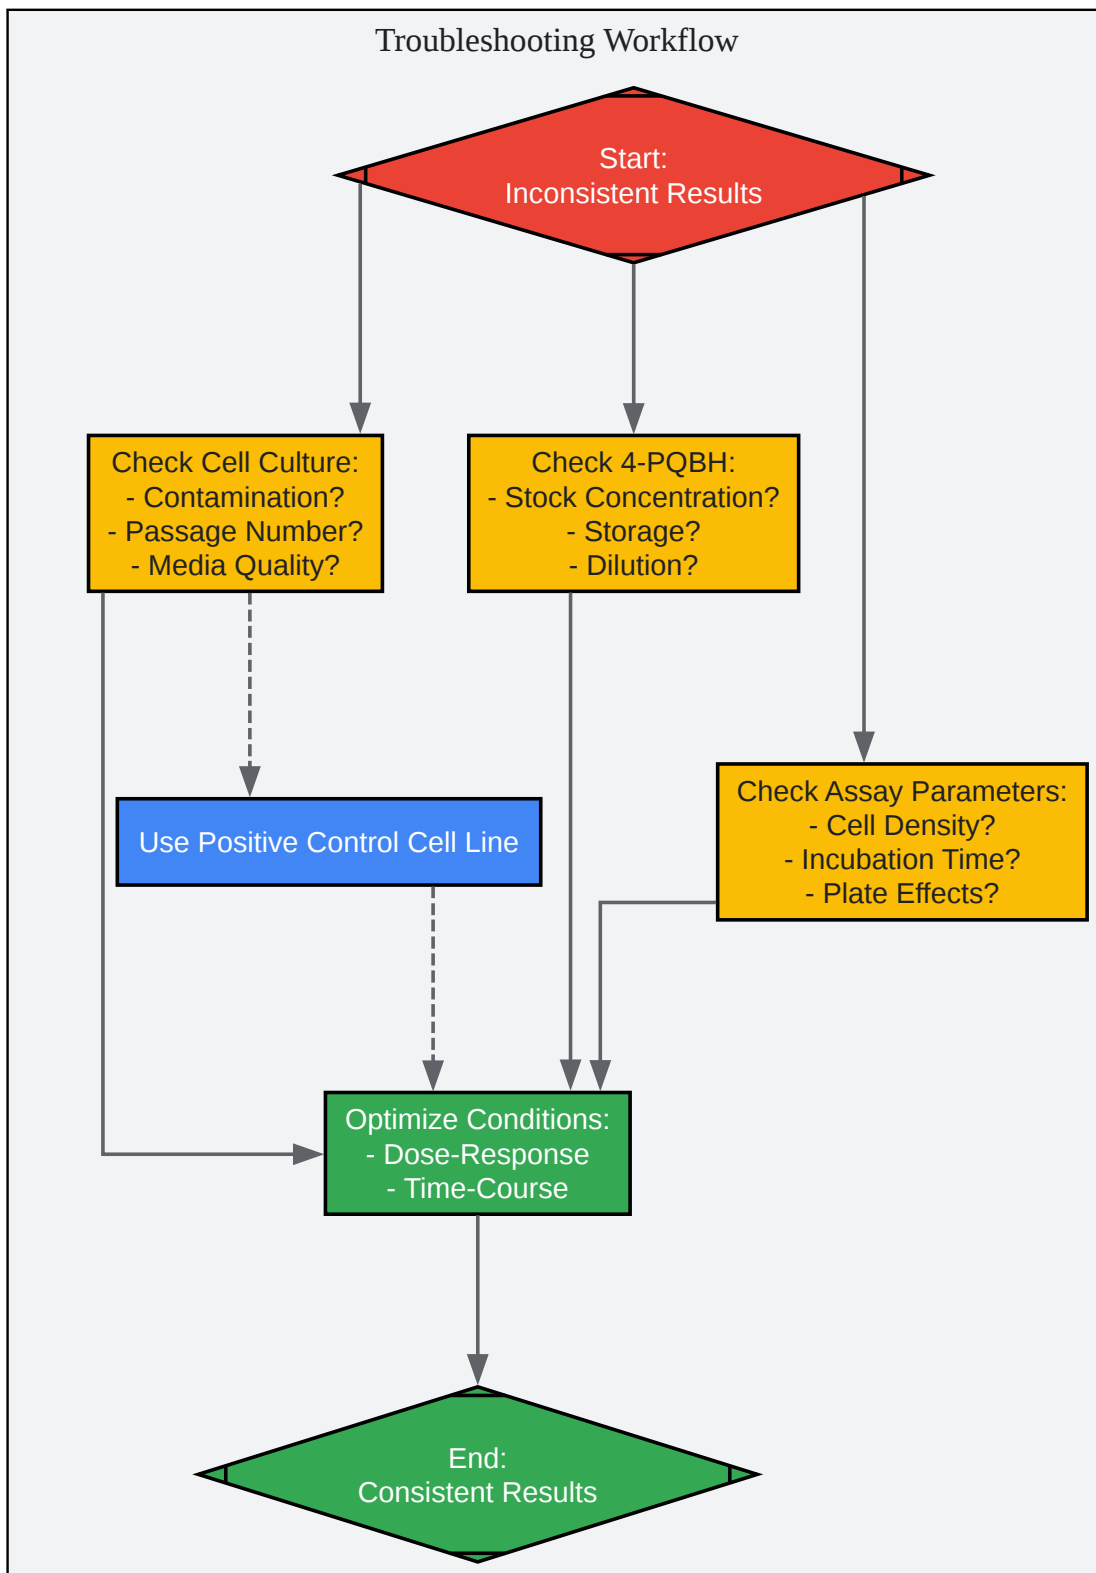 Troubleshooting Workflow
Start:
Inconsistent Results
Check Cell Culture:
- Contamination?
- Passage Number?
- Media Quality?
Check 4-PQBH:
- Stock Concentration?
- Storage?
- Dilution?
Check Assay Parameters:
- Cell Density?
- Incubation Time?
- Plate Effects?
Use Positive Control Cell Line
Optimize Conditions:
- Dose-Response
- Time-Course
End:
Consistent Results